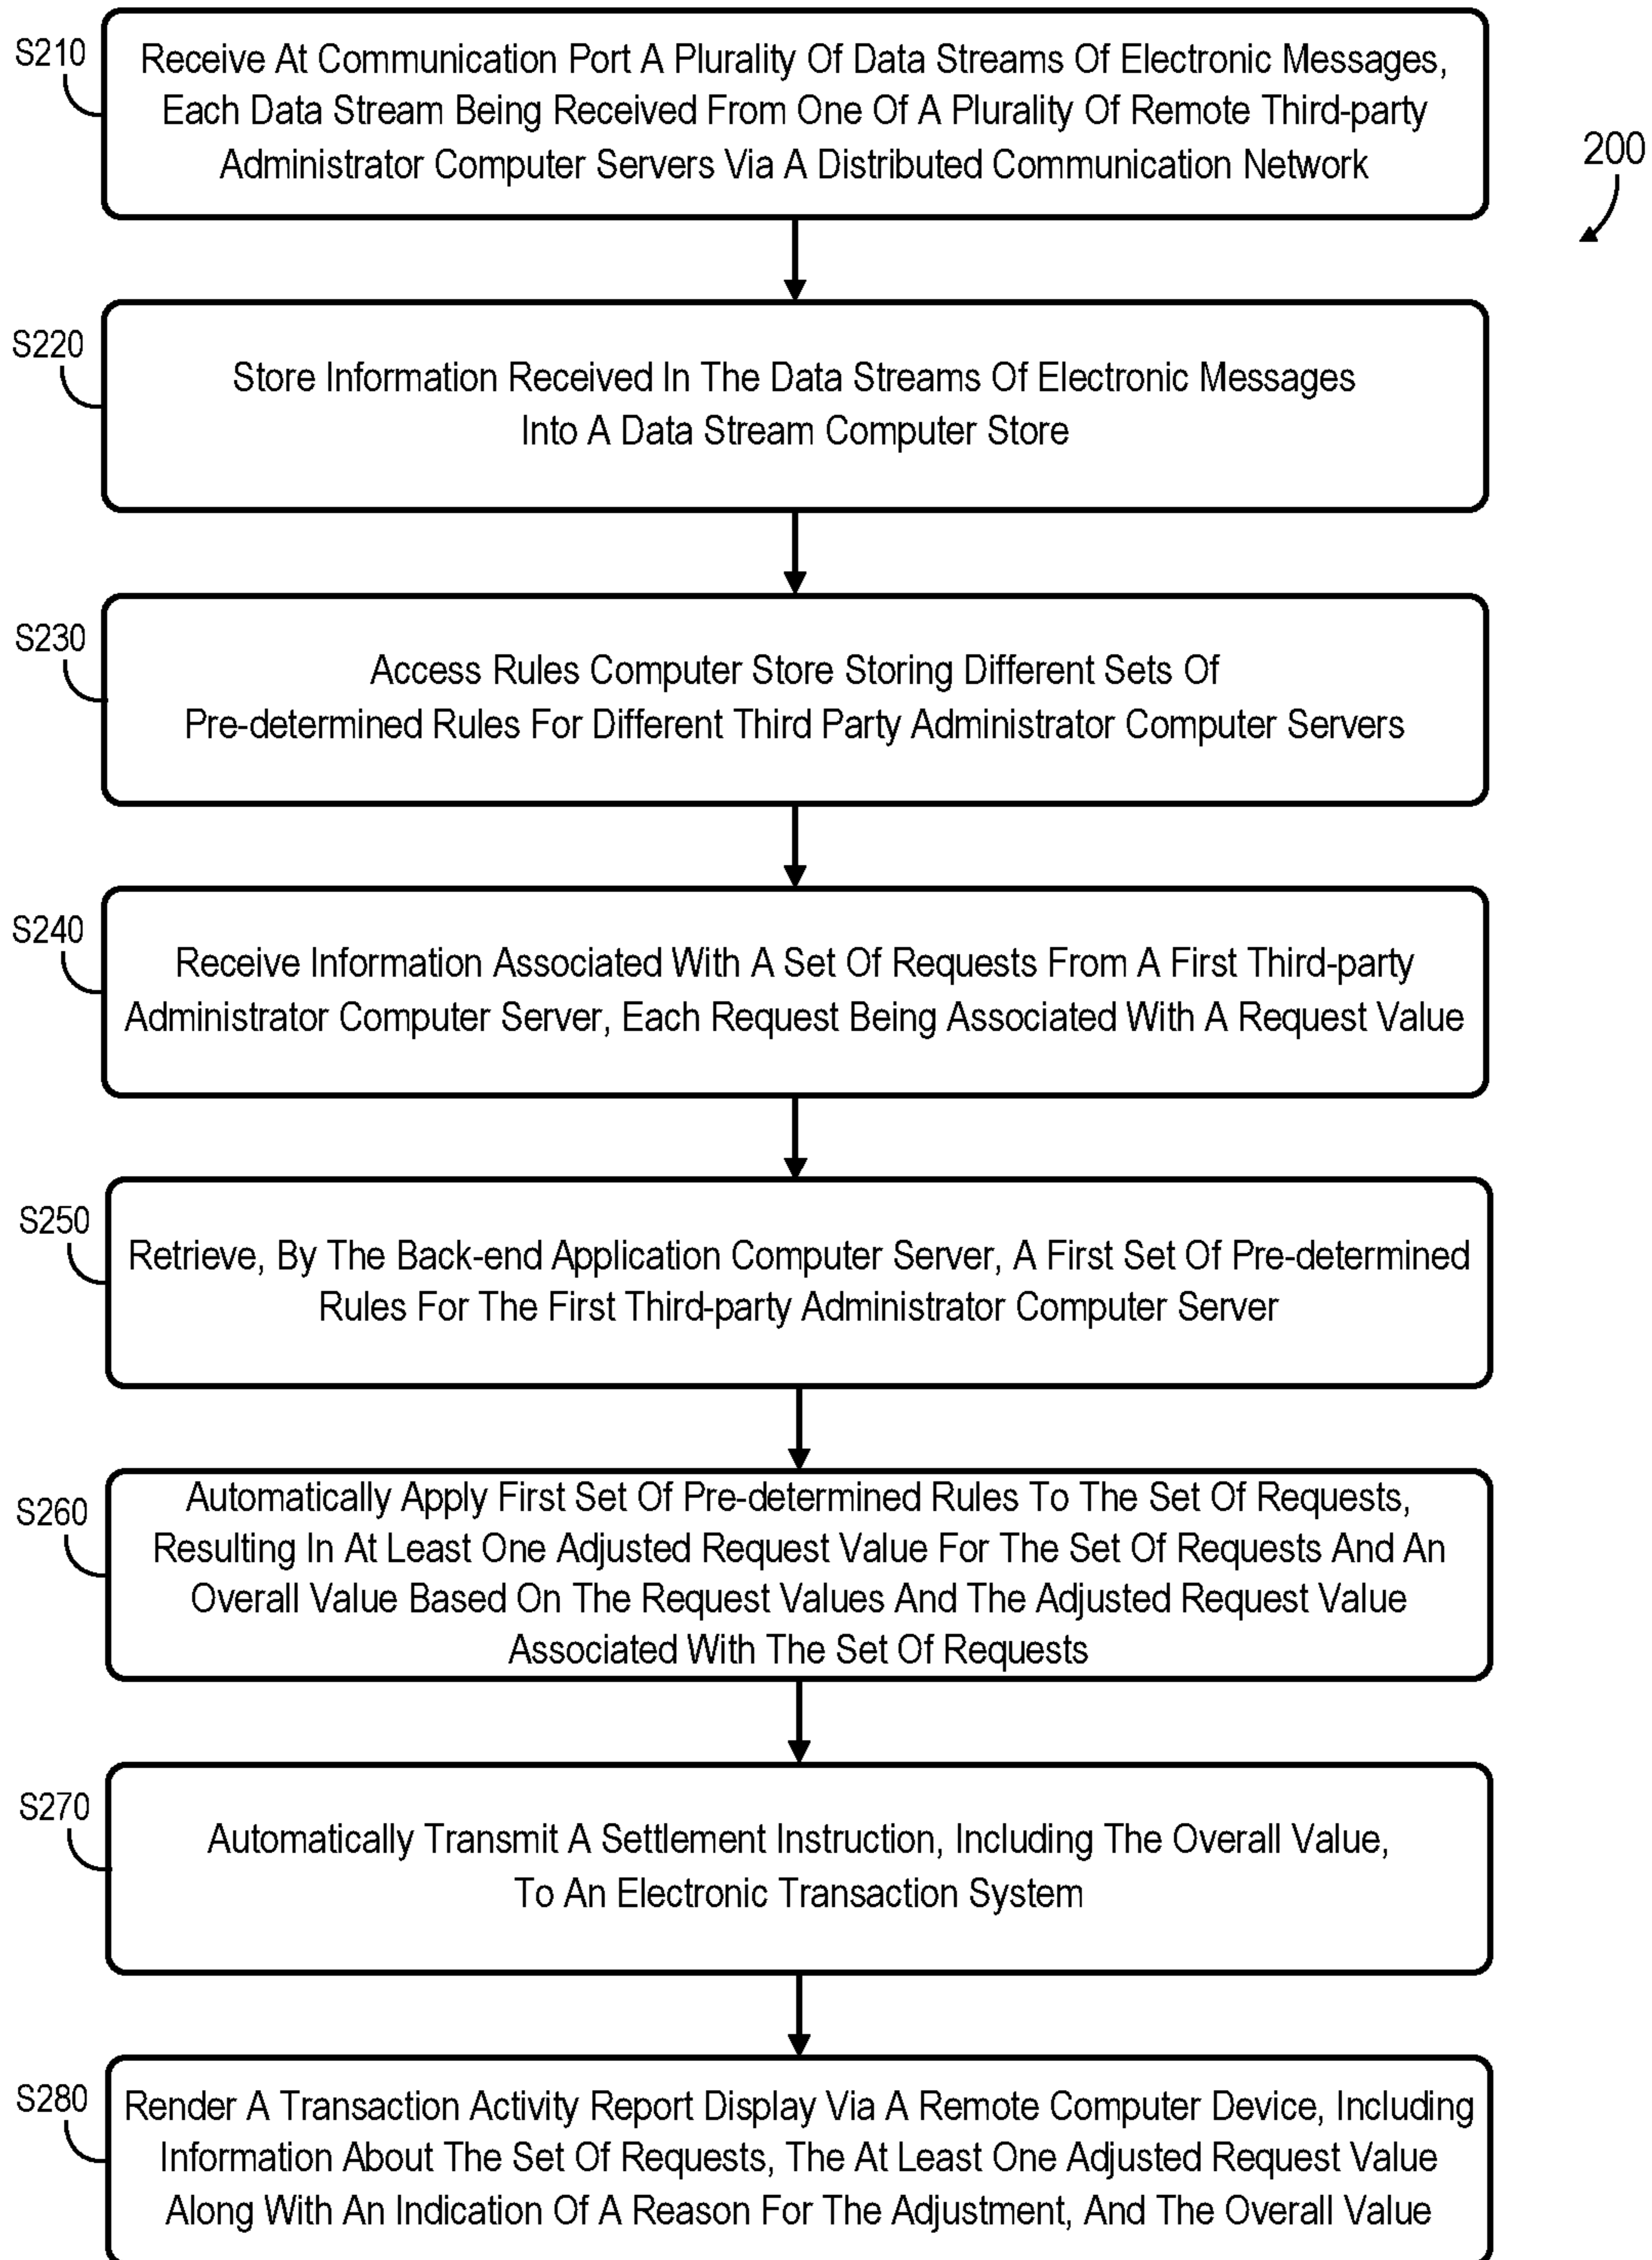 S210
Receive At Communication Port A Plurality Of Data Streams Of Electronic Messages,
Each Data Stream Being Received From One Of A Plurality Of Remote Third-party
Administrator Computer Servers Via A Distributed Communication Network
200
S220
Store Information Received In The Data Streams Of Electronic Messages
Into A Data Stream Computer Store
S230
Access Rules Computer Store Storing Different Sets Of
Pre-determined Rules For Different Third Party Administrator Computer Servers
S240
Receive Information Associated With A Set Of Requests From A First Third-party
Administrator Computer Server, Each Request Being Associated With A Request Value
S250
Retrieve, By The Back-end Application Computer Server, A First Set Of Pre-determined
Rules For The First Third-party Administrator Computer Server
S260
Automatically Apply First Set Of Pre-determined Rules To The Set Of Requests,
Resulting In At Least One Adjusted Request Value For The Set Of Requests And An
Overall Value Based On The Request Values And The Adjusted Request Value
Associated With The Set Of Requests
S270
Automatically Transmit A Settlement Instruction, Including The Overall Value,
To An Electronic Transaction System
S280
Render A Transaction Activity Report Display Via A Remote Computer Device, Including
Information About The Set Of Requests, The At Least One Adjusted Request Value
Along With An Indication Of A Reason For The Adjustment, And The Overall Value